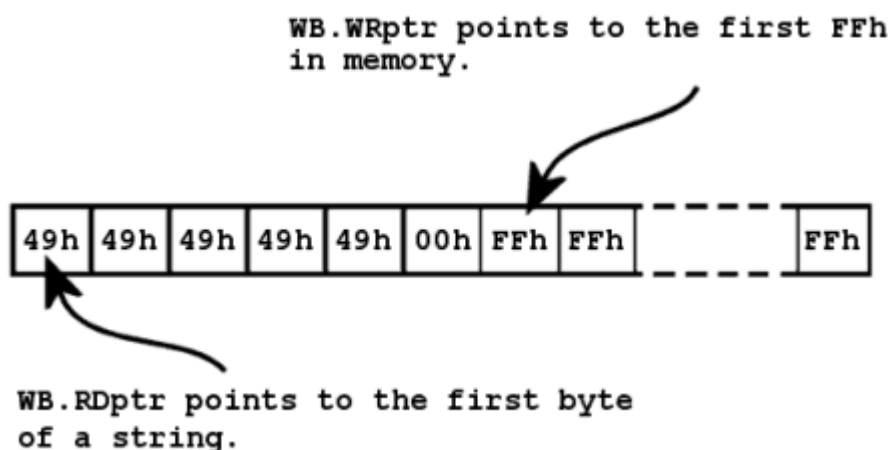 WB.WRptr points to the first FFh
in memory.
49h 49h 49h 49h 49h 00h FFh FFh FFh
WB.RDptr points to the first byte
of a string.